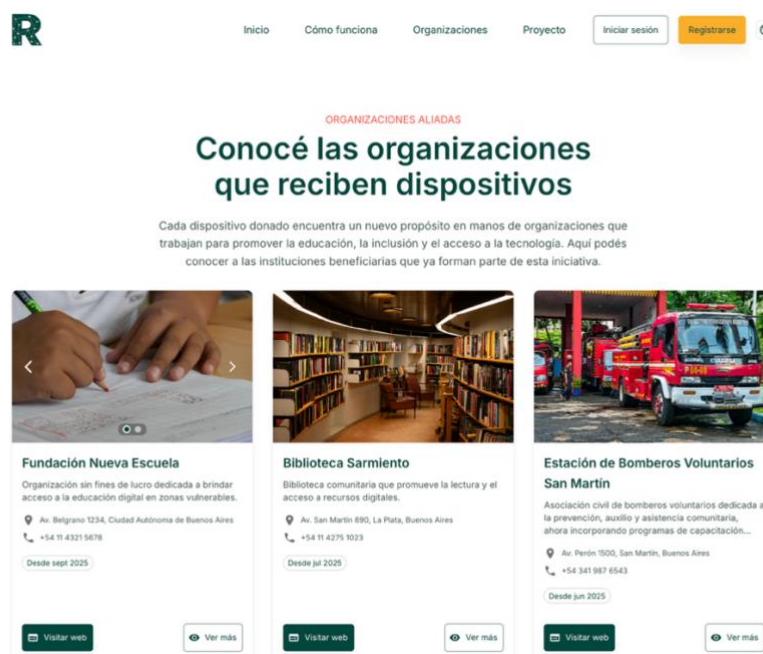 R
Inicio Cómo funciona Organizaciones Proyecto Iniciar sesión Registrarse
ORGANIZACIONES ALIADAS
Conocé las organizaciones
que reciben dispositivos
Cada dispositivo donado encuentra un nuevo propósito en manos de organizaciones que
trabajan para promover la educación, la inclusión y el acceso a la tecnología. Aquí podés
conocer a las instituciones beneficiarias que ya forman parte de esta iniciativa.
Fundación Nueva Escuela
Organización sin fines de lucro dedicada a brindar
acceso a la educación digital en zonas vulnerables.
Av. Belgrano 1234, Ciudad Autónoma de Buenos Aires
+54 11 4321 5678
Desde sept 2025
Visitar web Ver más
Biblioteca Sarmiento
Biblioteca comunitaria que promueve la lectura y el
acceso a recursos digitales.
Av. San Martín 690, La Plata, Buenos Aires
+54 11 4275 1023
Desde jul 2025
Visitar web Ver más
Estación de Bomberos Voluntarios
San Martín
Asociación civil de bomberos voluntarios dedicada a
la prevención, auxilio y asistencia comunitaria,
ahora incorporando programas de capacitación...
Av. Perón 1500, San Martín, Buenos Aires
+54 341 987 6543
Desde jun 2025
Visitar web Ver más